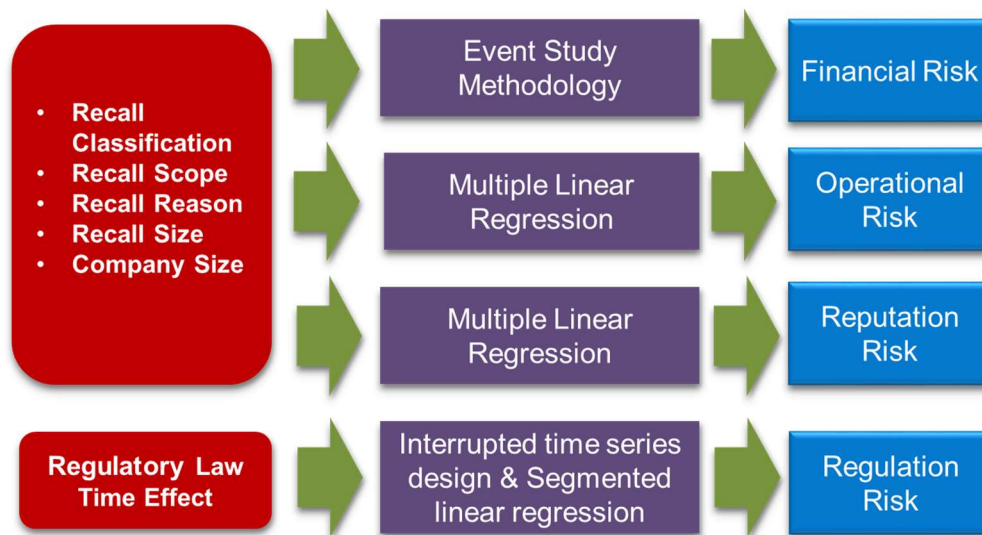 • Recall
Classification
• Recall Scope
• Recall Reason
• Recall Size
• Company Size
Event Study
Methodology
Financial Risk
Multiple Linear
Regression
Operational
Risk
Multiple Linear
Regression
Reputation
Risk
Regulatory Law
Time Effect
Interrupted time series
design & Segmented
linear regression
Regulation
Risk